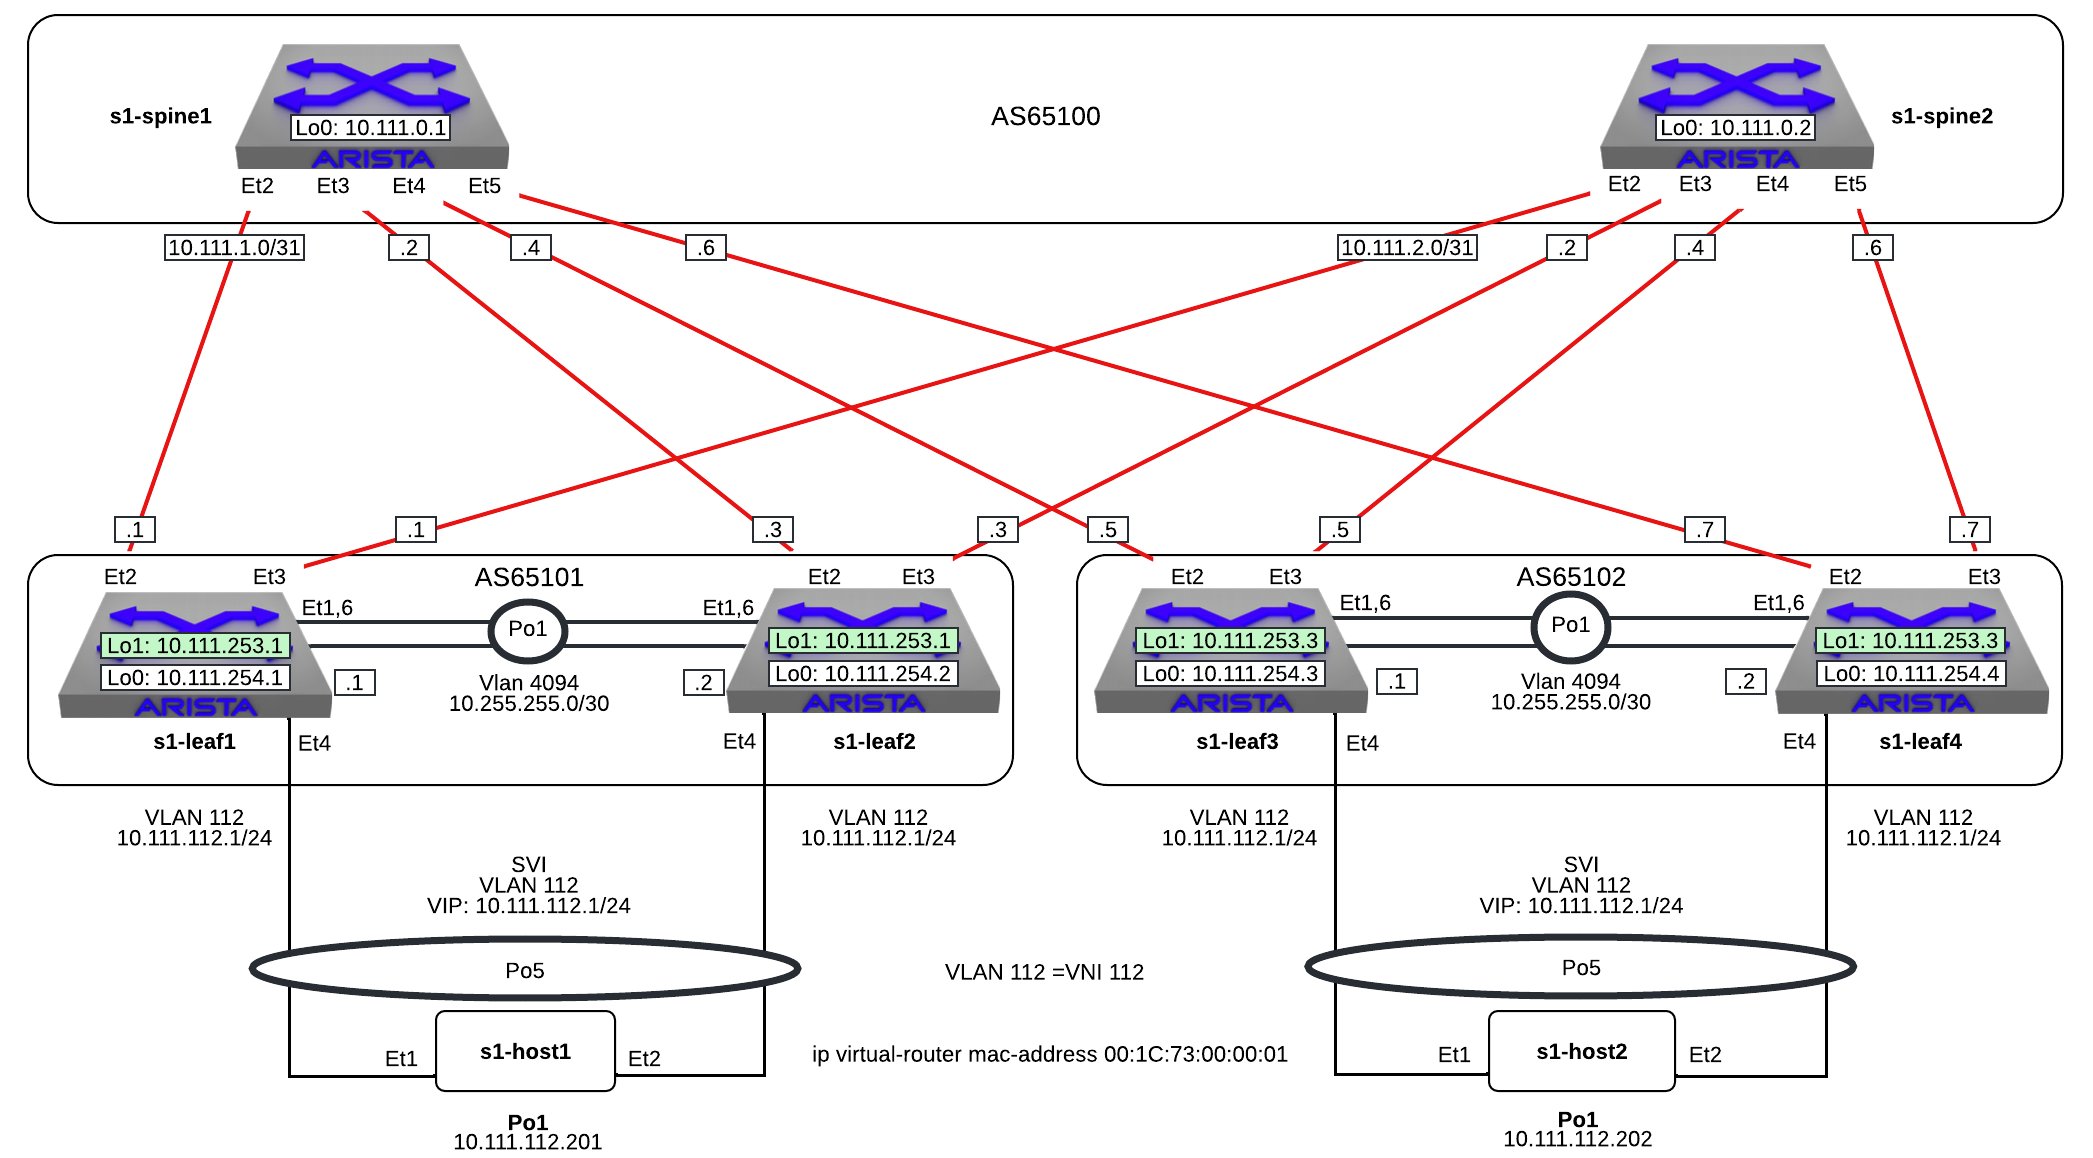 s1-spine1
Lo0: 10.111.0.1
ARISTA
Et2 Et3 Et4 Et5
AS65100
Lo0: 10.111.0.2
ARISTA
s1-spine2
Et2 Et3 Et4 Et5
10.111.1.0/31 .2 .4 .6
10.111.2.0/31 .2 .4 .6
.1 .1 .3 .3 .5 .5 .7 .7
Et2 Et3
AS65101
Et2 Et3
Et1,6
Po1
Et1,6
Lo1: 10.111.253.1
Lo0: 10.111.254.1
ARISTA
.1
Vlan 4094
10.255.255.0/30
.2
Lo1: 10.111.253.1
Lo0: 10.111.254.2
ARISTA
s1-leaf1
Et4
Et4
s1-leaf2
Et2 Et3
AS65102
Et2 Et3
Et1,6
Po1
Et1,6
Lo1: 10.111.253.3
Lo0: 10.111.254.3
ARISTA
.1
Vlan 4094
10.255.255.0/30
.2
Lo1: 10.111.253.3
Lo0: 10.111.254.4
ARISTA
s1-leaf3
Et4
Et4
s1-leaf4
VLAN 112
10.111.112.1/24
VLAN 112
10.111.112.1/24
VLAN 112
10.111.112.1/24
VLAN 112
10.111.112.1/24
SVI
VLAN 112
VIP: 10.111.112.1/24
SVI
VLAN 112
VIP: 10.111.112.1/24
Po5
VLAN 112 =VNI 112
Po5
Et1
s1-host1
Et2
ip virtual-router mac-address 00:1C:73:00:00:01
Et1
s1-host2
Et2
Po1
10.111.112.201
Po1
10.111.112.202